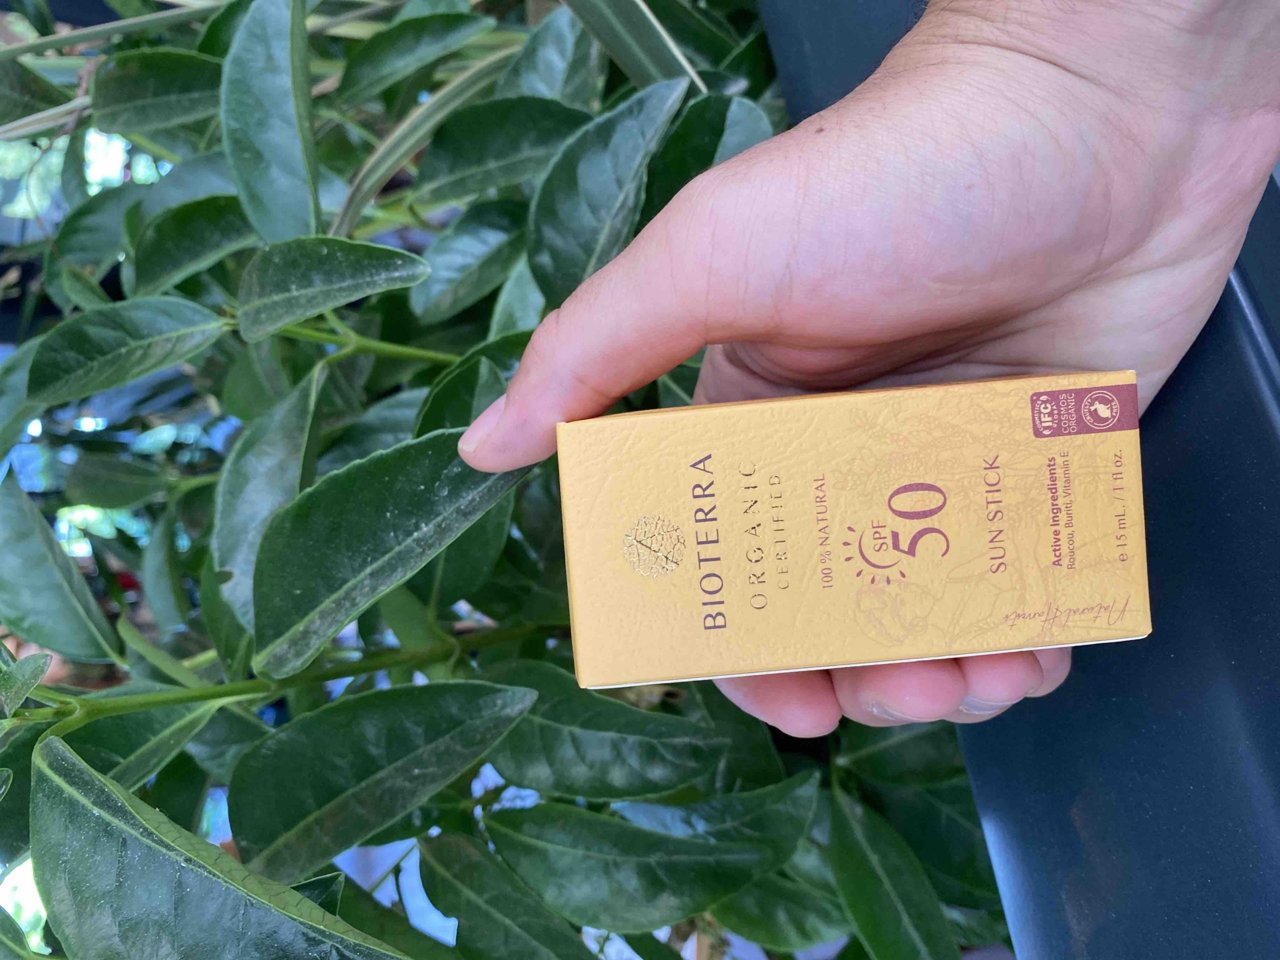 BIOTERRA
ORGANIC
CERTIFIED
100 % NATURAL
SPF
50
SUN STICK
Active Ingredients
Roucou, Buriti, Vitamin E
e 15 mL. / 1 fl oz.
IFC
COSMOS
ORGANIC
Natural